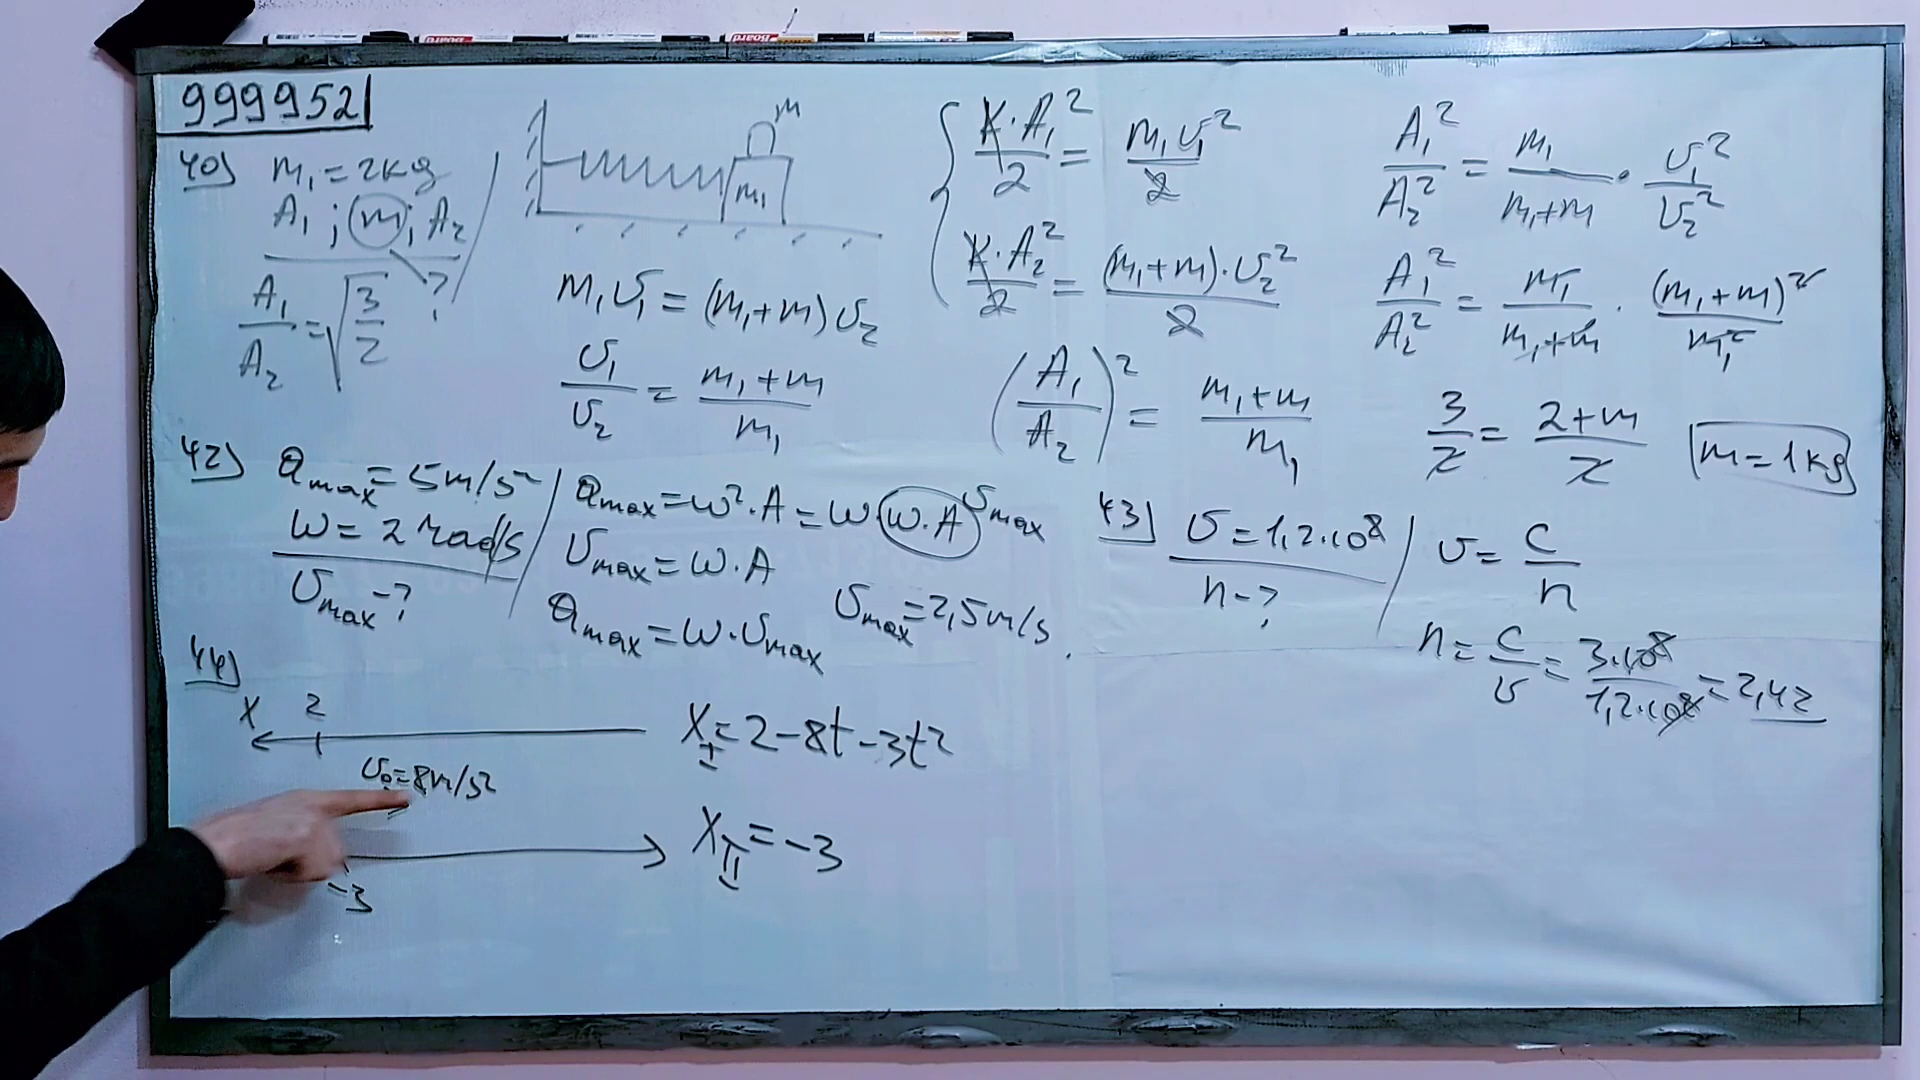 999952
40) m₁ = 2kg
A₁ ; m ; A₂
?
A₁/A₂ = √(3/2)
m
m₁
m₁υ₁ = (m₁+m)υ₂
υ₁/υ₂ = (m₁+m)/m₁
K·A₁²/2 = m₁υ₁²/2
K·A₂²/2 = (m₁+m)·υ₂²/2
(A₁/A₂)² = (m₁+m)/m₁
A₁²/A₂² = m₁/(m₁+m) · υ₁²/υ₂²
A₁²/A₂² = m₁/(m₁+m) · (m₁+m)²/m₁²
3/2 = (2+m)/2
m = 1kg
42) a_max = 5m/s²
ω = 2 rad/s
υ_max - ?
a_max = ω²·A = ω·ω·A υ_max
υ_max = ω·A
a_max = ω·υ_max
υ_max = 2,5m/s
43) υ = 1,2·10⁸
n - ?
υ = c/n
n = c/υ = 3·10⁸/1,2·10⁸ = 2,42
44)
X 2
υ₀ = 8m/s²
-3
X_I = 2 - 8t - 3t²
X_II = -3